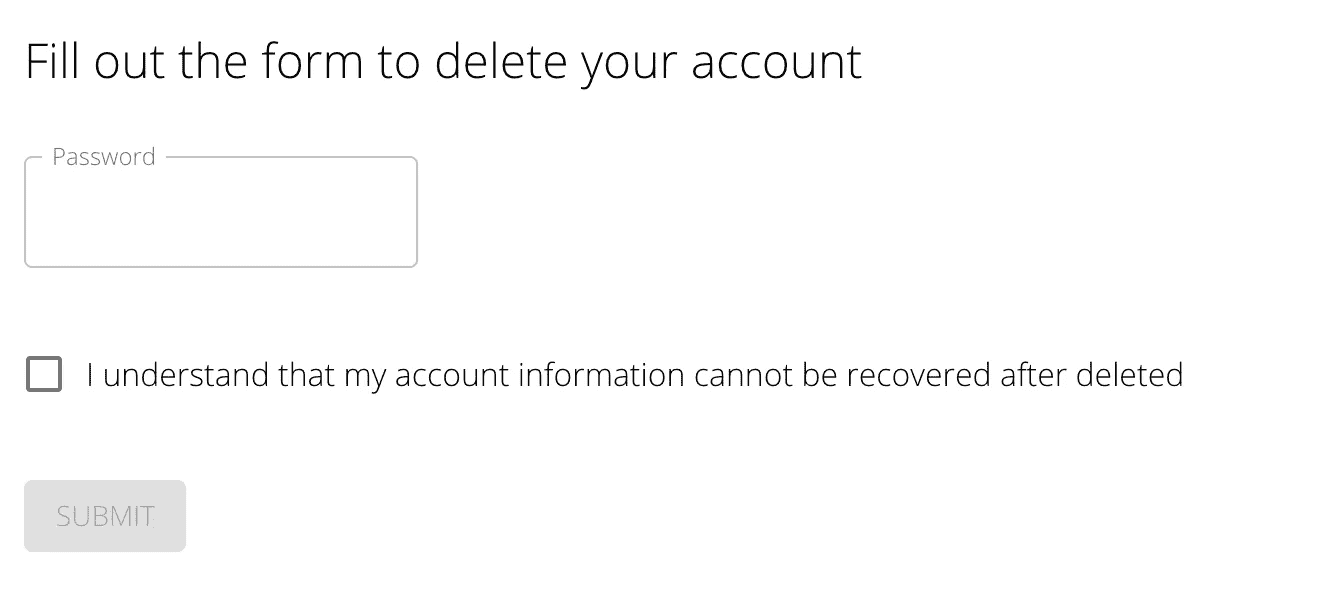 Fill out the form to delete your account
Password
I understand that my account information cannot be recovered after deleted
SUBMIT